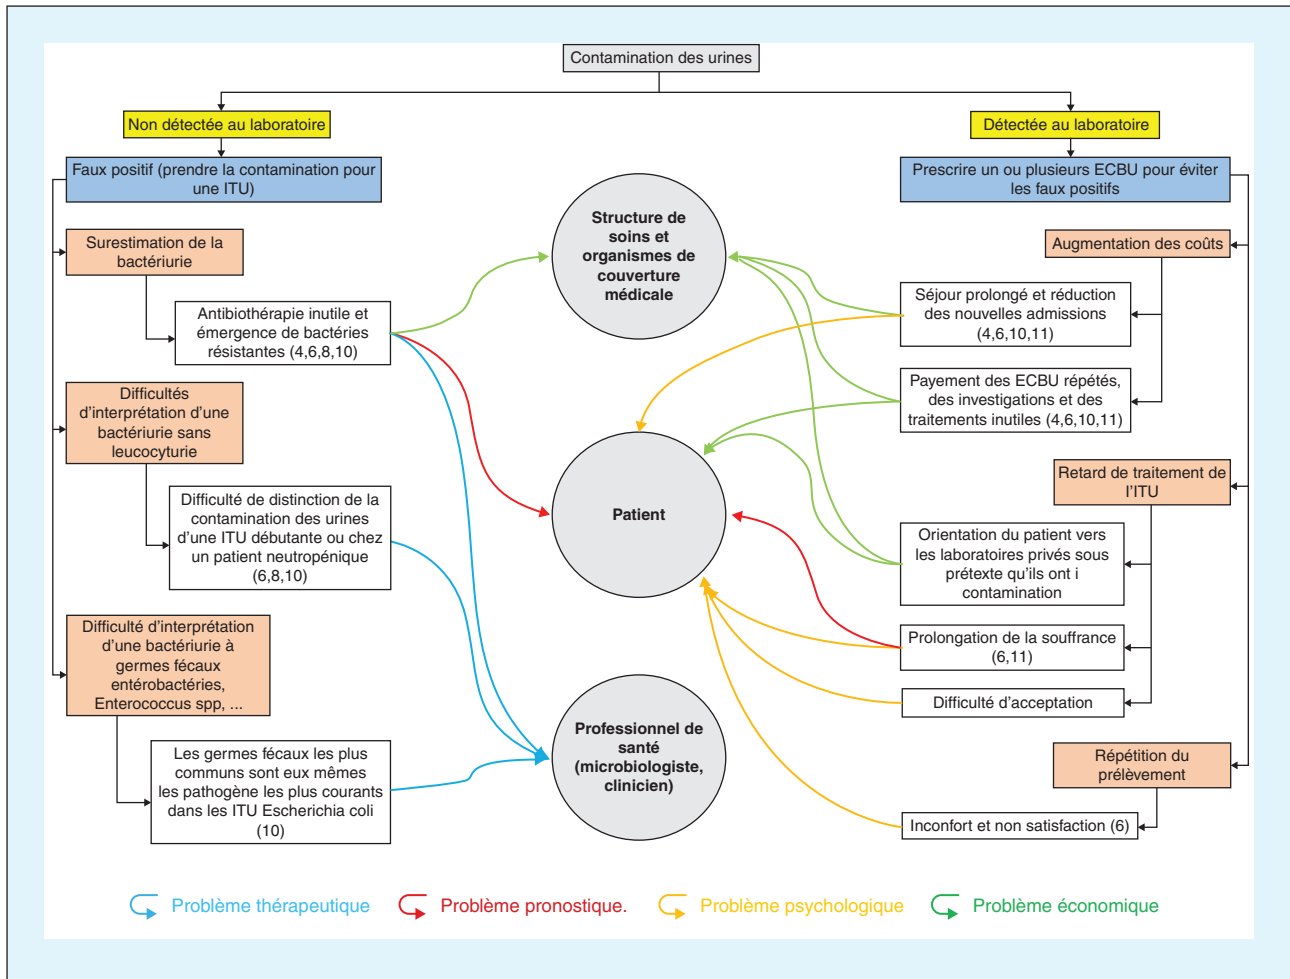 Contamination des urines
Non détectée au laboratoire
Détectée au laboratoire
Faux positif (prendre la contamination pour
une ITU)
Prescrire un ou plusieurs ECBU pour éviter
les faux positifs
Surestimation de la
bactériurie
Antibiothérapie inutile et
émergence de bactéries
résistantes (4,6,8,10)
Difficultés
d'interprétation d'une
bactériurie sans
leucocyturie
Difficulté de distinction de la
contamination des urines
d'une ITU débutante ou chez
un patient neutropénique
(6,8,10)
Difficulté d'interprétation
d'une bactériurie à
germes fécaux
entérobactéries,
Enterococcus spp, ...
Les germes fécaux les plus
communs sont eux mêmes
les pathogène les plus courants
dans les ITU Escherichia coli
(10)
Structure de
soins et
organismes de
couverture
médicale
Patient
Professionnel de
santé
(microbiologiste,
clinicien)
Augmentation des coûts
Séjour prolongé et réduction
des nouvelles admissions
(4,6,10,11)
Payement des ECBU répétés,
des investigations et des
traitements inutiles (4,6,10,11)
Retard de traitement de
l'ITU
Orientation du patient vers
les laboratoires privés sous
prétexte qu'ils ont i
contamination
Prolongation de la souffrance
(6,11)
Difficulté d'acceptation
Répétition du
prélèvement
Inconfort et non satisfaction (6)
Problème thérapeutique
Problème pronostique.
Problème psychologique
Problème économique